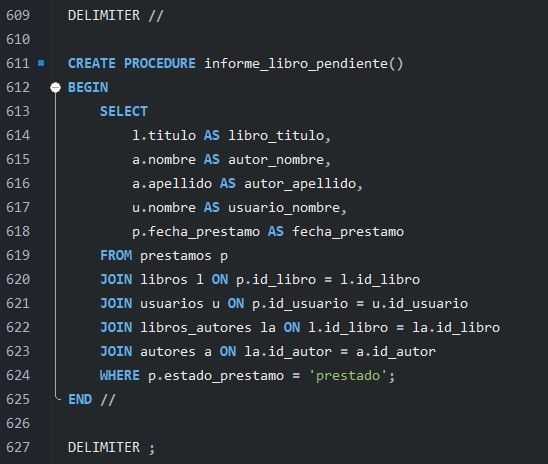 609 DELIMITER //
610
611 CREATE PROCEDURE informe_libro_pendiente()
612 BEGIN
613     SELECT
614         l.titulo AS libro_titulo,
615         a.nombre AS autor_nombre,
616         a.apellido AS autor_apellido,
617         u.nombre AS usuario_nombre,
618         p.fecha_prestamo AS fecha_prestamo
619     FROM prestamos p
620     JOIN libros l ON p.id_libro = l.id_libro
621     JOIN usuarios u ON p.id_usuario = u.id_usuario
622     JOIN libros_autores la ON l.id_libro = la.id_libro
623     JOIN autores a ON la.id_autor = a.id_autor
624     WHERE p.estado_prestamo = 'prestado';
625 END //
626
627 DELIMITER ;